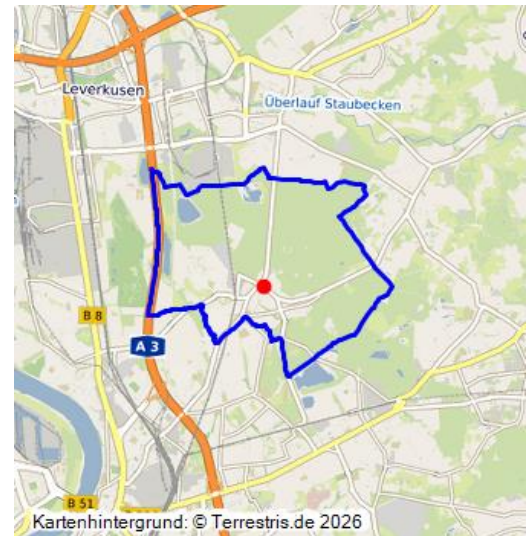 Leverkusen
Überlauf Staubecken
B 8
A 3
B 51
Kartenhintergrund: © Terrestris.de 2026